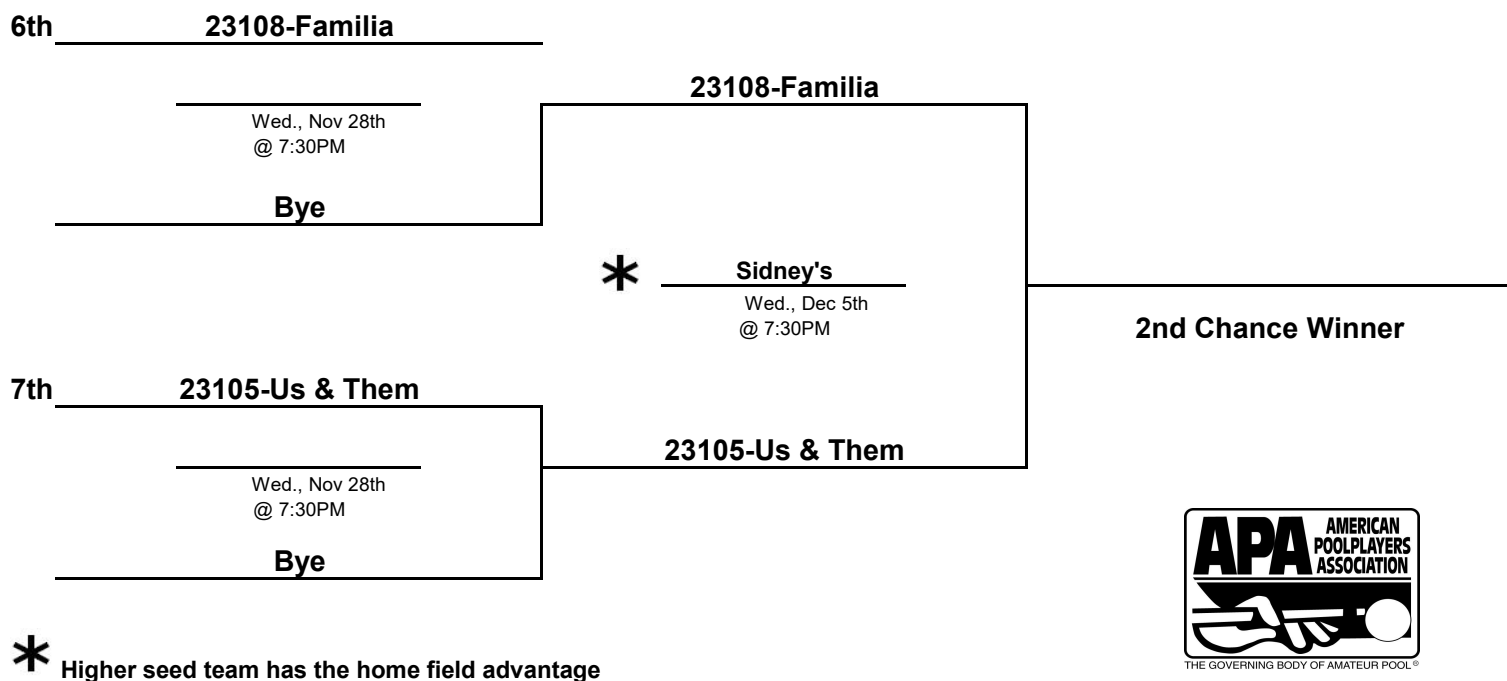 6th 23108-Familia
23108-Familia
Wed., Nov 28th
@ 7:30PM
Bye
* Sidney's
Wed., Dec 5th
@ 7:30PM
2nd Chance Winner
7th 23105-Us & Them
23105-Us & Them
Wed., Nov 28th
@ 7:30PM
Bye
APA AMERICAN
POOLPLAYERS
ASSOCIATION
THE GOVERNING BODY OF AMATEUR POOL®
* Higher seed team has the home field advantage